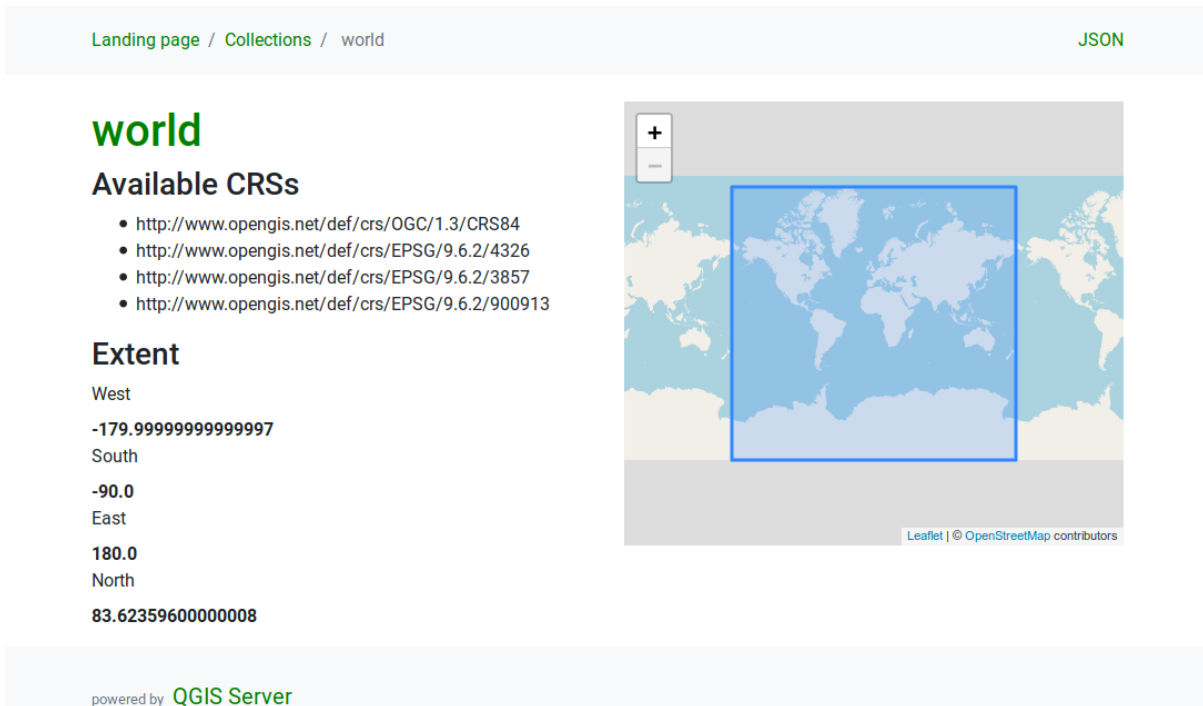 Landing page / Collections / world
JSON
world
Available CRSs
http://www.opengis.net/def/crs/OGC/1.3/CRS84
http://www.opengis.net/def/crs/EPSG/9.6.2/4326
http://www.opengis.net/def/crs/EPSG/9.6.2/3857
http://www.opengis.net/def/crs/EPSG/9.6.2/900913
Extent
West
-179.99999999999997
South
-90.0
East
180.0
North
83.62359600000008
+
−
Leaflet | © OpenStreetMap contributors
powered by QGIS Server